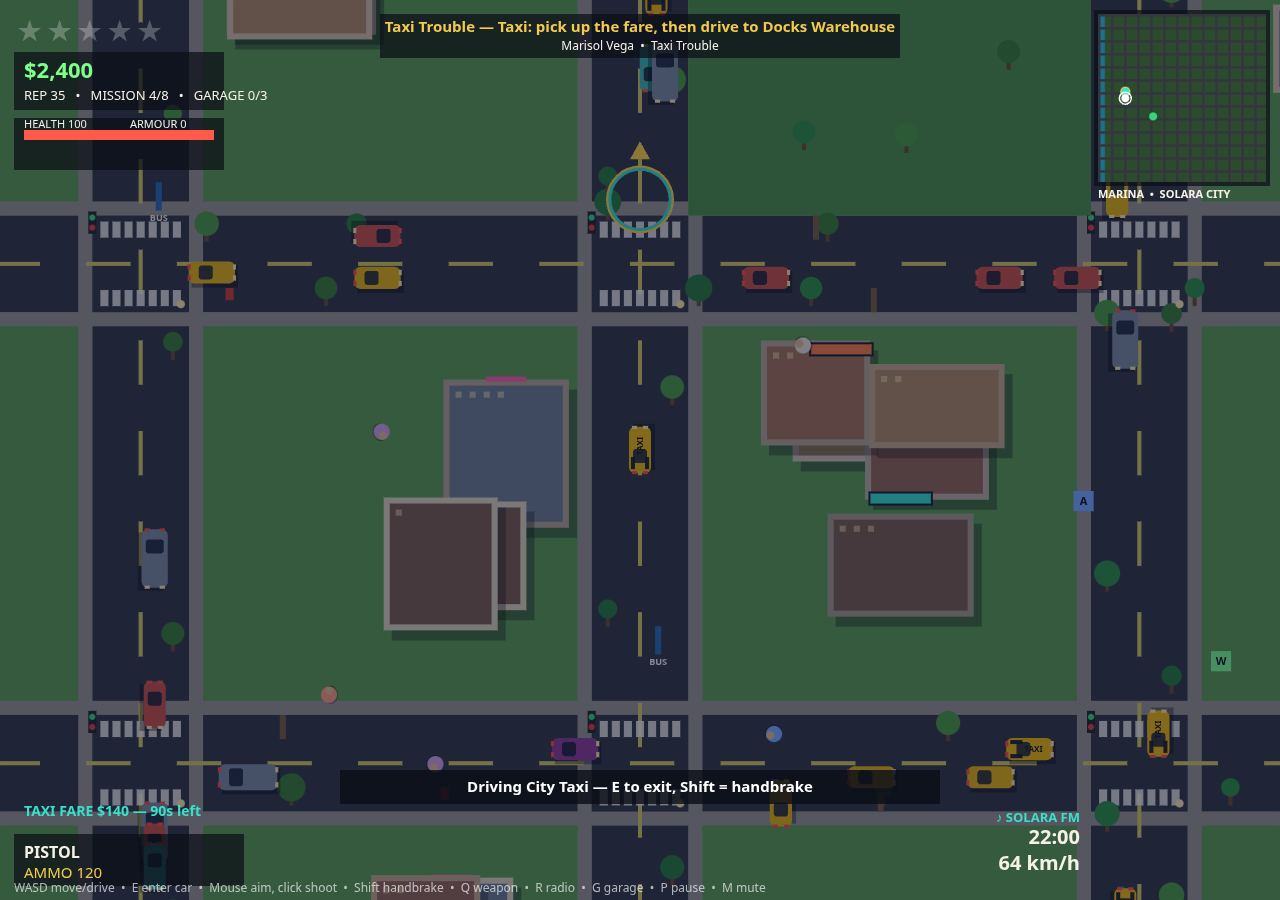 Taxi Trouble — Taxi: pick up the fare, then drive to Docks Warehouse
Marisol Vega • Taxi Trouble
$2,400
REP 35 • MISSION 4/8 • GARAGE 0/3
HEALTH 100 ARMOUR 0
MARINA • SOLARA CITY
BUS
TAXI
A
BUS
W
TAXI
TAXI
Driving City Taxi — E to exit, Shift = handbrake
TAXI FARE $140 — 90s left
♪ SOLARA FM
22:00
64 km/h
PISTOL
AMMO 120
WASD move/drive • E enter car • Mouse aim, click shoot • Shift handbrake • Q weapon • R radio • G garage • P pause • M mute